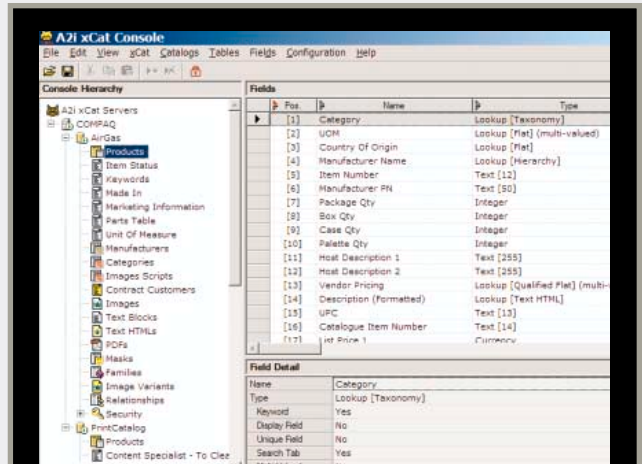 A2i xCat Console
File Edit View xCat Catalogs Tables Fields Configuration Help
Console Hierarchy
A2i xCat Servers
COMPAQ
AirGas
Products
Item Status
Keywords
Made In
Marketing Information
Parts Table
Unit Of Measure
Manufacturers
Categories
Images Scripts
Contract Customers
Images
Text Blocks
Text HTMLs
PDFs
Masks
Families
Image Variants
Relationships
Security
PrintCatalog
Products
Content Specialist - To Clea
Fields
Pos. Name Type
[1] Category Lookup [Taxonomy]
[2] UOM Lookup [Flat] (multi-valued)
[3] Country Of Origin Lookup [Flat]
[4] Manufacturer Name Lookup [Hierarchy]
[5] Item Number Text [12]
[6] Manufacturer PN Text [50]
[7] Package Qty Integer
[8] Box Qty Integer
[9] Case Qty Integer
[10] Palette Qty Integer
[11] Host Description 1 Text [255]
[12] Host Description 2 Text [255]
[13] Vendor Pricing Lookup [Qualified Flat] (multi-
[14] Description (Formatted) Lookup [Text HTML]
[15] UPC Text [13]
[16] Catalogue Item Number Text [14]
[17] List Price 1 Currency
Field Detail
Name Category
Type Lookup [Taxonomy]
Keyword Yes
Display Field No
Unique Field No
Search Tab Yes